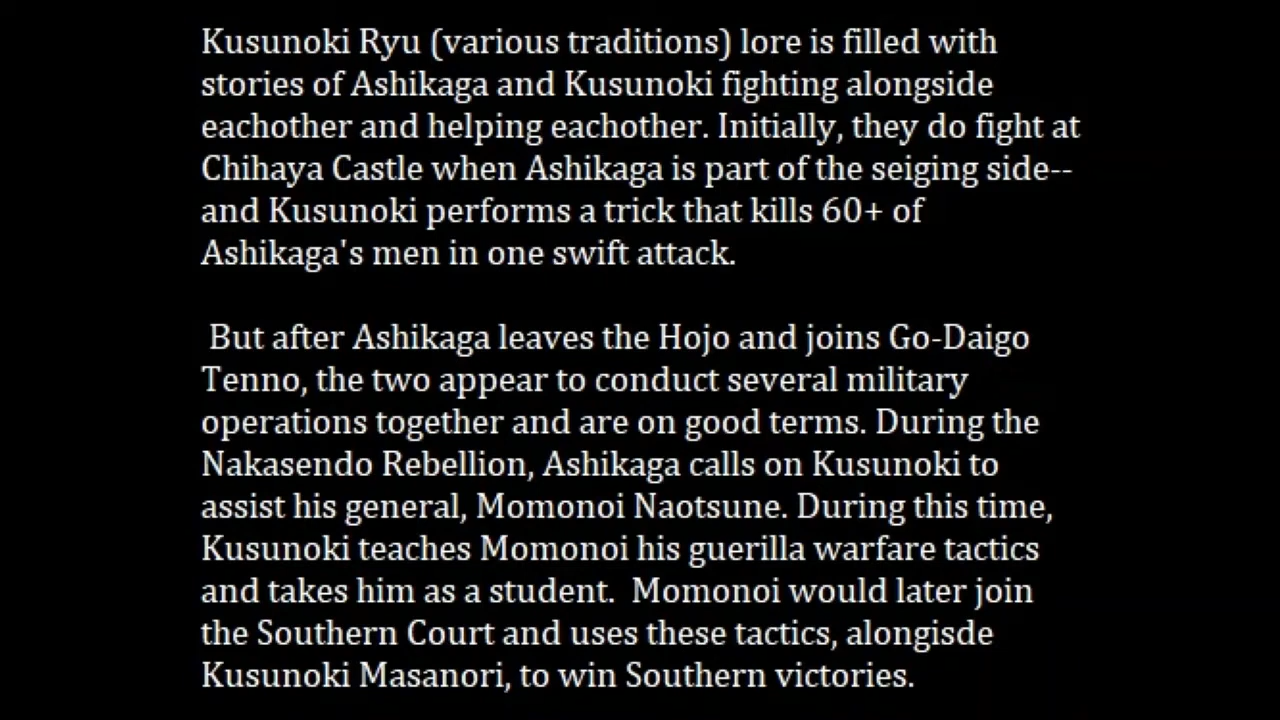 Kusunoki Ryu (various traditions) lore is filled with
stories of Ashikaga and Kusunoki fighting alongside
eachother and helping eachother. Initially, they do fight at
Chihaya Castle when Ashikaga is part of the seiging side--
and Kusunoki performs a trick that kills 60+ of
Ashikaga's men in one swift attack.
But after Ashikaga leaves the Hojo and joins Go-Daigo
Tenno, the two appear to conduct several military
operations together and are on good terms. During the
Nakasendo Rebellion, Ashikaga calls on Kusunoki to
assist his general, Momonoi Naotsune. During this time,
Kusunoki teaches Momonoi his guerilla warfare tactics
and takes him as a student.  Momonoi would later join
the Southern Court and uses these tactics, alongisde
Kusunoki Masanori, to win Southern victories.